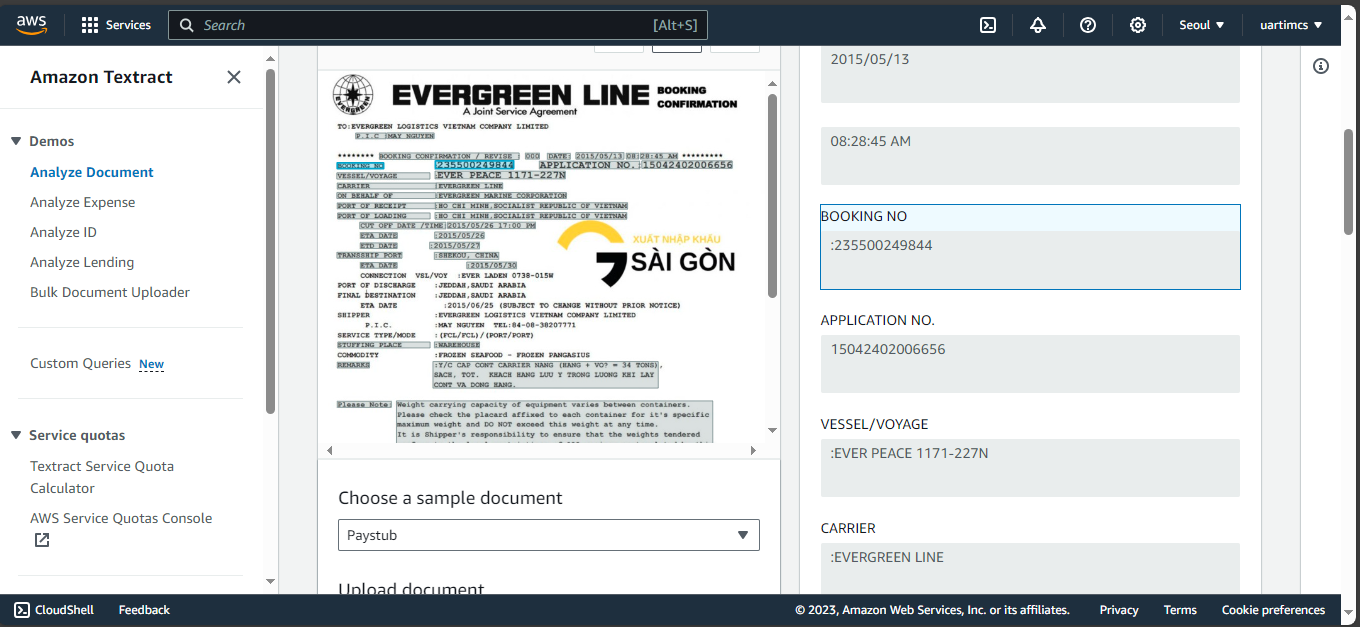 aws
Services
Search
[Alt+S]
Seoul
uartimcs
Amazon Textract
Demos
Analyze Document
Analyze Expense
Analyze ID
Analyze Lending
Bulk Document Uploader
Custom Queries New
Service quotas
Textract Service Quota
Calculator
AWS Service Quotas Console
EVERGREEN LINE BOOKING
CONFIRMATION
A Joint Service Agreement
TO:EVERGREEN LOGISTICS VIETNAM COMPANY LIMITED
P.I.C :MAY NGUYEN
******** BOOKING CONFIRMATION / REVISE : 000 DATE: 2015/05/13 08:28:45 AM *********
BOOKING NO :235500249844 APPLICATION NO. :15042402006656
VESSEL/VOYAGE :EVER PEACE 1171-227N
CARRIER :EVERGREEN LINE
ON BEHALF OF :EVERGREEN MARINE CORPORATION
PORT OF RECEIPT :HO CHI MINH,SOCIALIST REPUBLIC OF VIETNAM
PORT OF LOADING :HO CHI MINH,SOCIALIST REPUBLIC OF VIETNAM
CUT OFF DATE /TIME:2015/05/26 17:00 PM
ETA DATE :2015/05/26
ETD DATE :2015/05/27
TRANSSHIP PORT :SHEKOU, CHINA
ETA DATE :2015/05/30
CONNECTION VSL/VOY :EVER LADEN 0738-015W
PORT OF DISCHARGE :JEDDAH,SAUDI ARABIA
FINAL DESTINATION :JEDDAH,SAUDI ARABIA
ETA DATE :2015/06/25 (SUBJECT TO CHANGE WITHOUT PRIOR NOTICE)
SHIPPER :EVERGREEN LOGISTICS VIETNAM COMPANY LIMITED
P.I.C. :MAY NGUYEN TEL:84-08-38207771
SERVICE TYPE/MODE :(FCL/FCL)/(PORT/PORT)
STUFFING PLACE :WAREHOUSE
COMMODITY :FROZEN SEAFOOD - FROZEN PANGASIUS
REMARKS :Y/C CAP CONT CARRIER NANG (HANG + VO? = 34 TONS),
SACH, TOT. KHACH HANG LUU Y TRONG LUONG KHI LAY
CONT VA DONG HANG.
Please Note: Weight carrying capacity of equipment varies between containers.
Please check the placard affixed to each container for it's specific
maximum weight and DO NOT exceed this weight at any time.
It is Shipper's responsibility to ensure that the weights tendered
XUẤT NHẬP KHẨU
SÀI GÒN
Choose a sample document
Paystub
Upload document
2015/05/13
08:28:45 AM
BOOKING NO
:235500249844
APPLICATION NO.
15042402006656
VESSEL/VOYAGE
:EVER PEACE 1171-227N
CARRIER
:EVERGREEN LINE
CloudShell
Feedback
© 2023, Amazon Web Services, Inc. or its affiliates.
Privacy
Terms
Cookie preferences